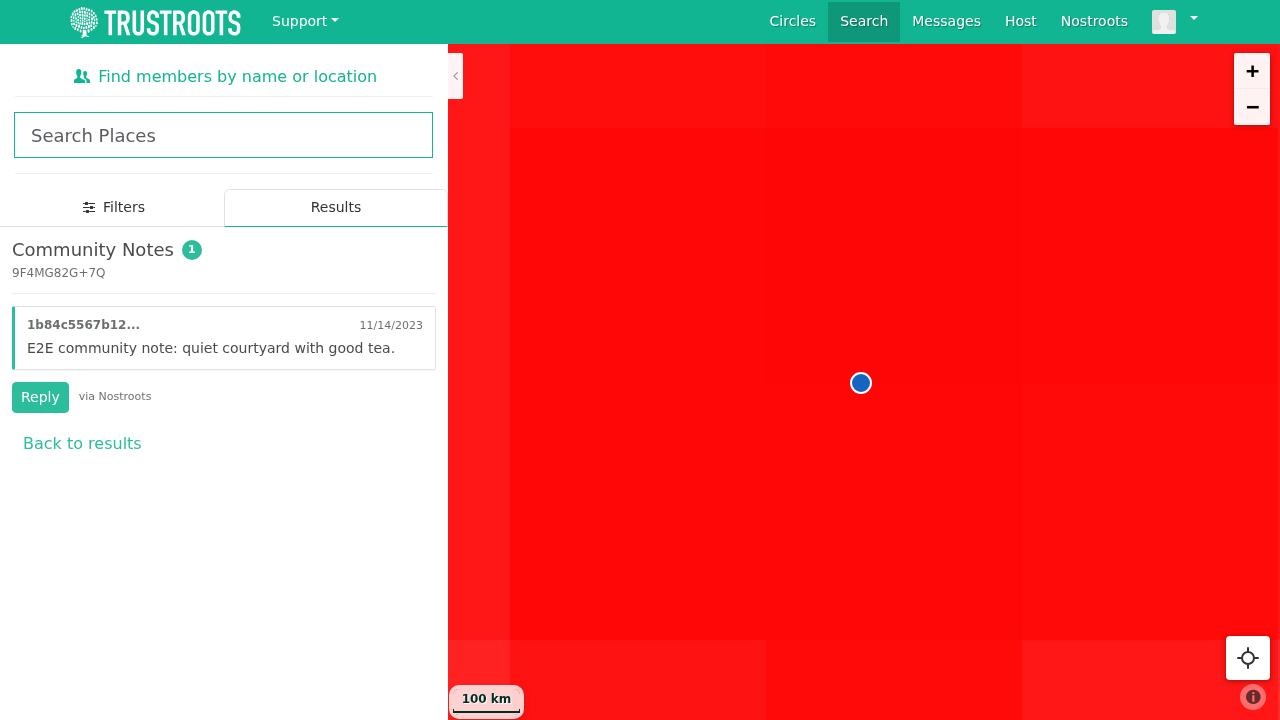 TRUSTROOTS
Support
Circles
Search
Messages
Host
Nostroots
Find members by name or location
Search Places
Filters
Results
Community Notes 1
9F4MG82G+7Q
1b84c5567b12... 11/14/2023
E2E community note: quiet courtyard with good tea.
Reply via Nostroots
Back to results
+
−
100 km